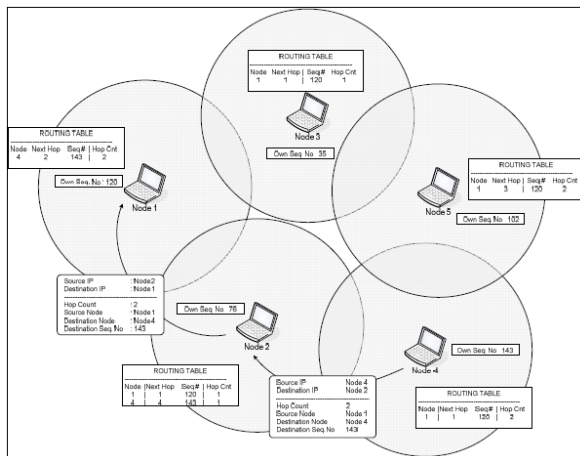 ROUTING TABLE
Node Next Hop | Seq# | Hop Cnt
1 1 | 120 1
Node 3
Own Seq. No 35
ROUTING TABLE
Node Next Hop Seq# | Hop Cnt
4 2 143 | 2
Own Seq. No : 120
Node 1
ROUTING TABLE
Node Next Hop | Seq# | Hop Cnt
1 3 | 120 2
Node 5
Own Seq. No 102
Source IP : Node2
Destination IP : Node1
Hop Count : 2
Source Node : Node1
Destination Node : Node4
Destination Seq. No : 143
Own Seq. No 76
Node 2
Own Seq. No 143
Node 4
ROUTING TABLE
Node | Next Hop Seq# | Hop Cnt
1 | 1 120 | 1
4 | 4 143 | 1
Source IP Node 4
Destination IP Node 2
Hop Count 2
Source Node Node 1
Destination Node Node 4
Destination Seq. No 143
ROUTING TABLE
Node | Next Hop Seq# | Hop Cnt
1 | 1 120 | 2